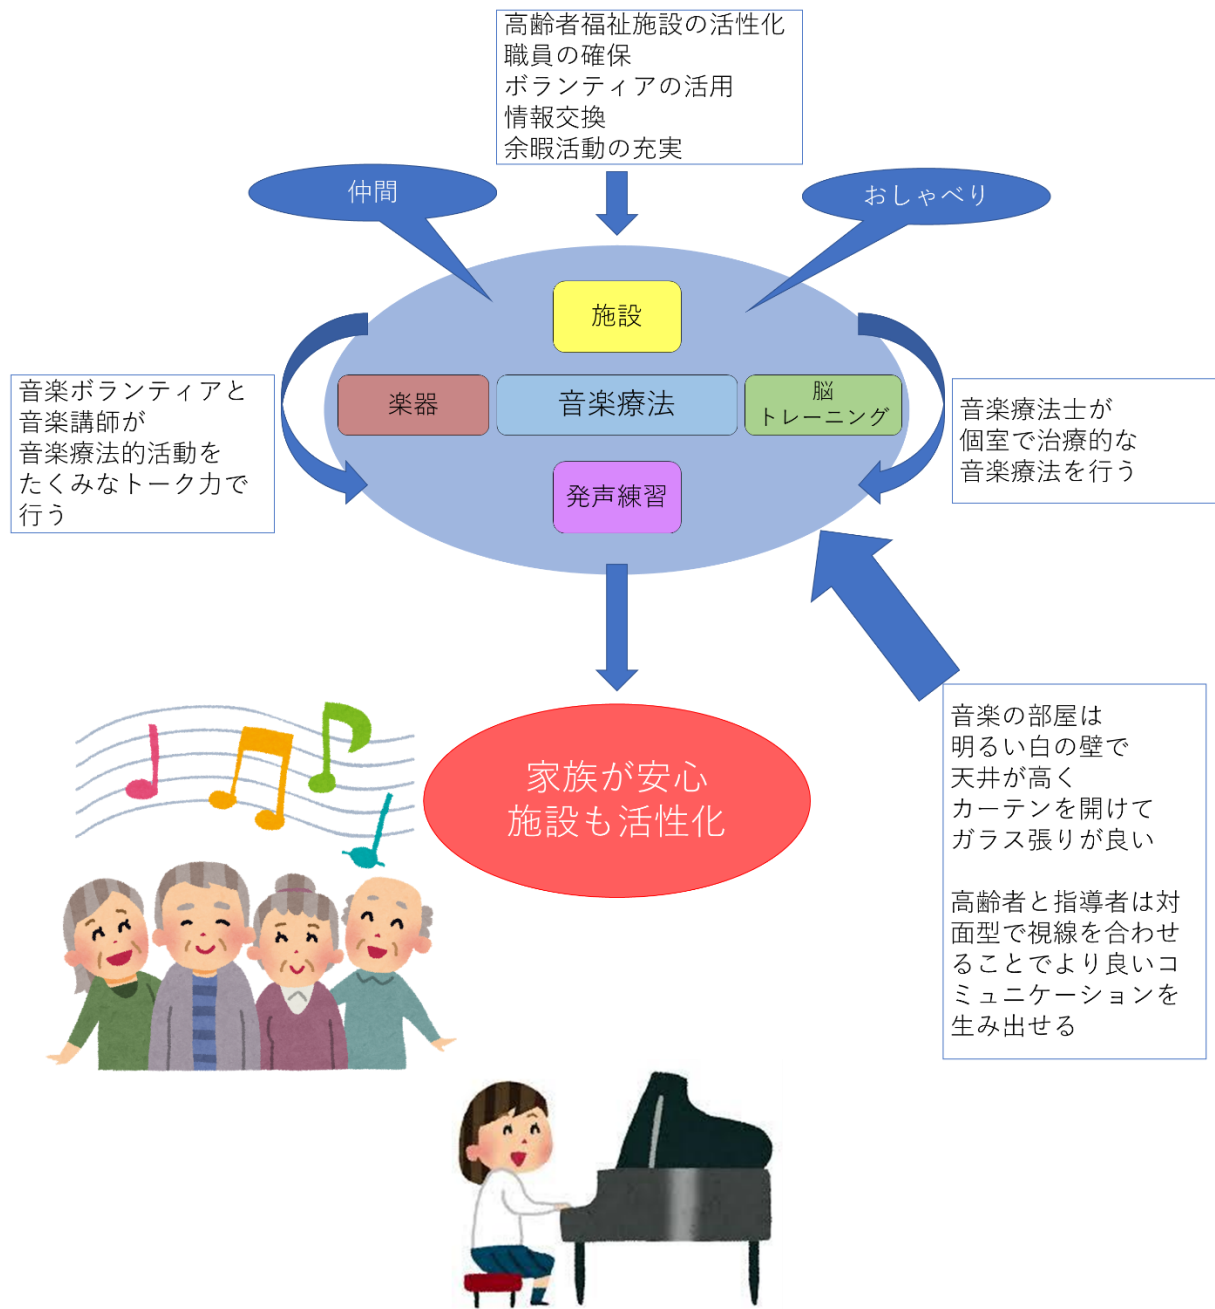 高齢者福祉施設の活性化
職員の確保
ボランティアの活用
情報交換
余暇活動の充実
仲間
おしゃべり
施設
楽器
音楽療法
脳
トレーニング
発声練習
音楽ボランティアと
音楽講師が
音楽療法的活動を
たくみなトーク力で
行う
音楽療法士が
個室で治療的な
音楽療法を行う
家族が安心
施設も活性化
音楽の部屋は
明るい白の壁で
天井が高く
カーテンを開けて
ガラス張りが良い
高齢者と指導者は対
面型で視線を合わせ
ることでより良いコ
ミュニケーションを
生み出せる